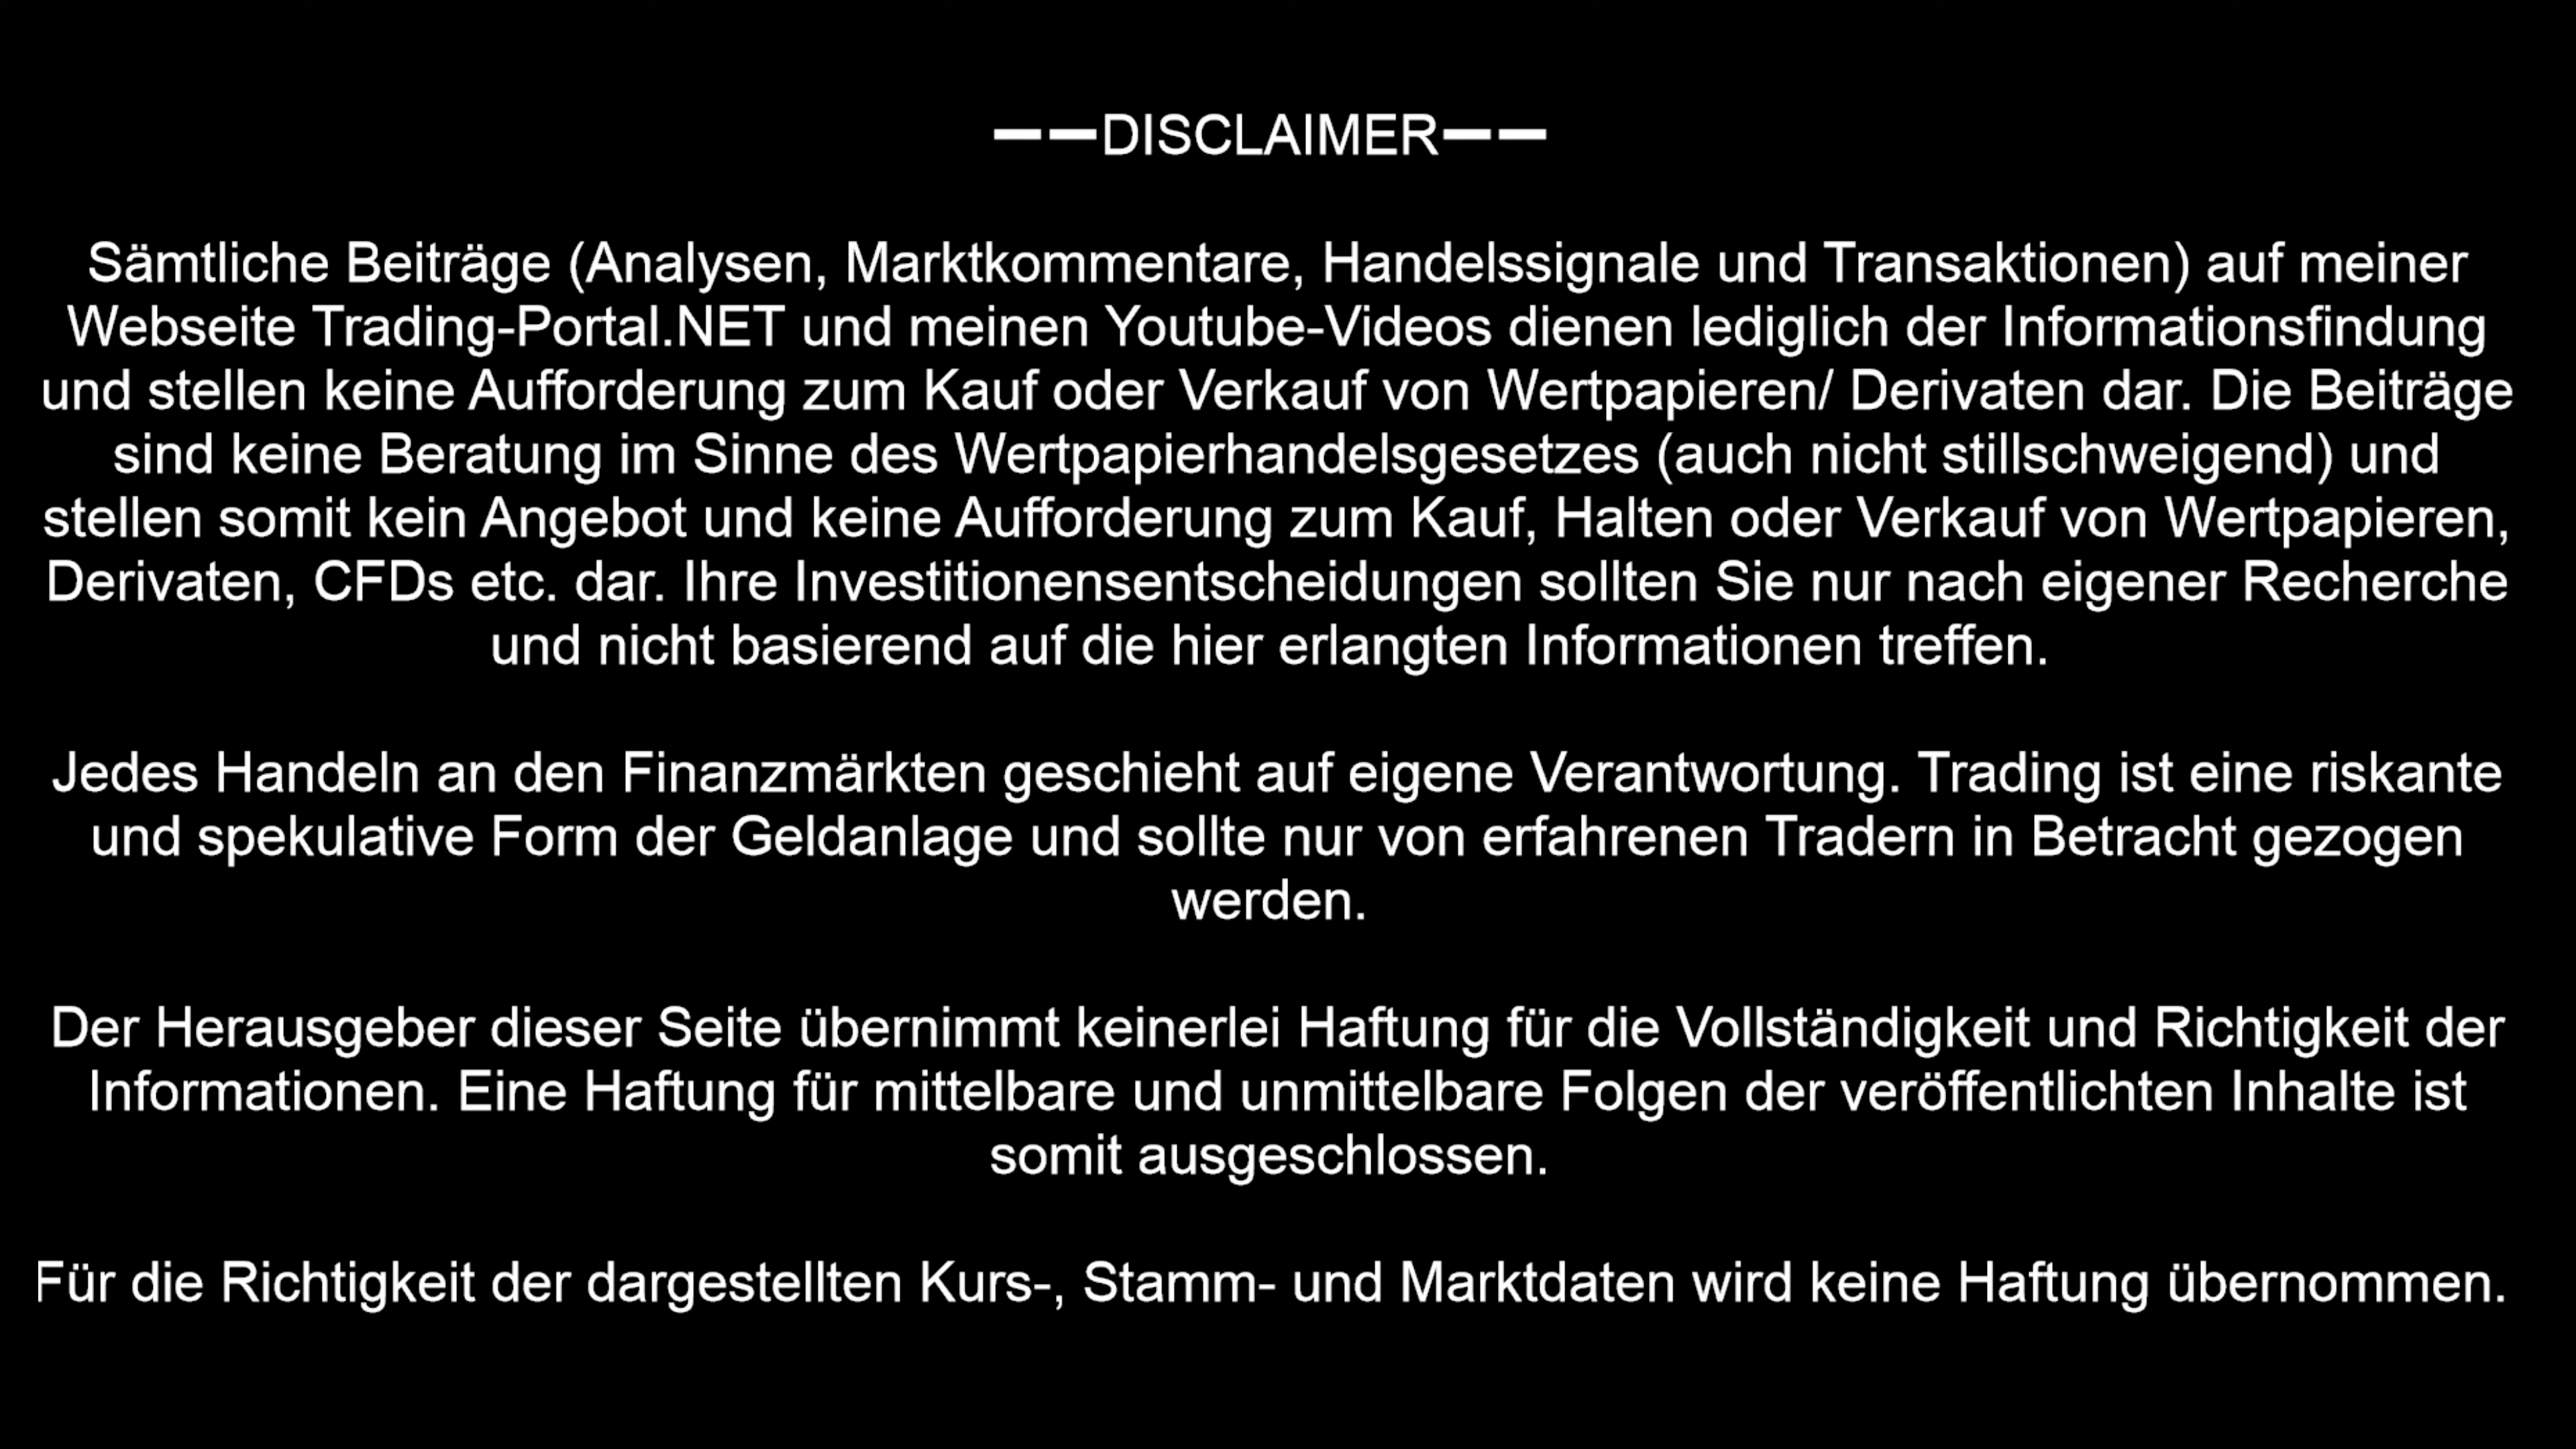 ——DISCLAIMER——
Sämtliche Beiträge (Analysen, Marktkommentare, Handelssignale und Transaktionen) auf meiner
Webseite Trading-Portal.NET und meinen Youtube-Videos dienen lediglich der Informationsfindung
und stellen keine Aufforderung zum Kauf oder Verkauf von Wertpapieren/ Derivaten dar. Die Beiträge
sind keine Beratung im Sinne des Wertpapierhandelsgesetzes (auch nicht stillschweigend) und
stellen somit kein Angebot und keine Aufforderung zum Kauf, Halten oder Verkauf von Wertpapieren,
Derivaten, CFDs etc. dar. Ihre Investitionensentscheidungen sollten Sie nur nach eigener Recherche
und nicht basierend auf die hier erlangten Informationen treffen.
Jedes Handeln an den Finanzmärkten geschieht auf eigene Verantwortung. Trading ist eine riskante
und spekulative Form der Geldanlage und sollte nur von erfahrenen Tradern in Betracht gezogen
werden.
Der Herausgeber dieser Seite übernimmt keinerlei Haftung für die Vollständigkeit und Richtigkeit der
Informationen. Eine Haftung für mittelbare und unmittelbare Folgen der veröffentlichten Inhalte ist
somit ausgeschlossen.
Für die Richtigkeit der dargestellten Kurs-, Stamm- und Marktdaten wird keine Haftung übernommen.